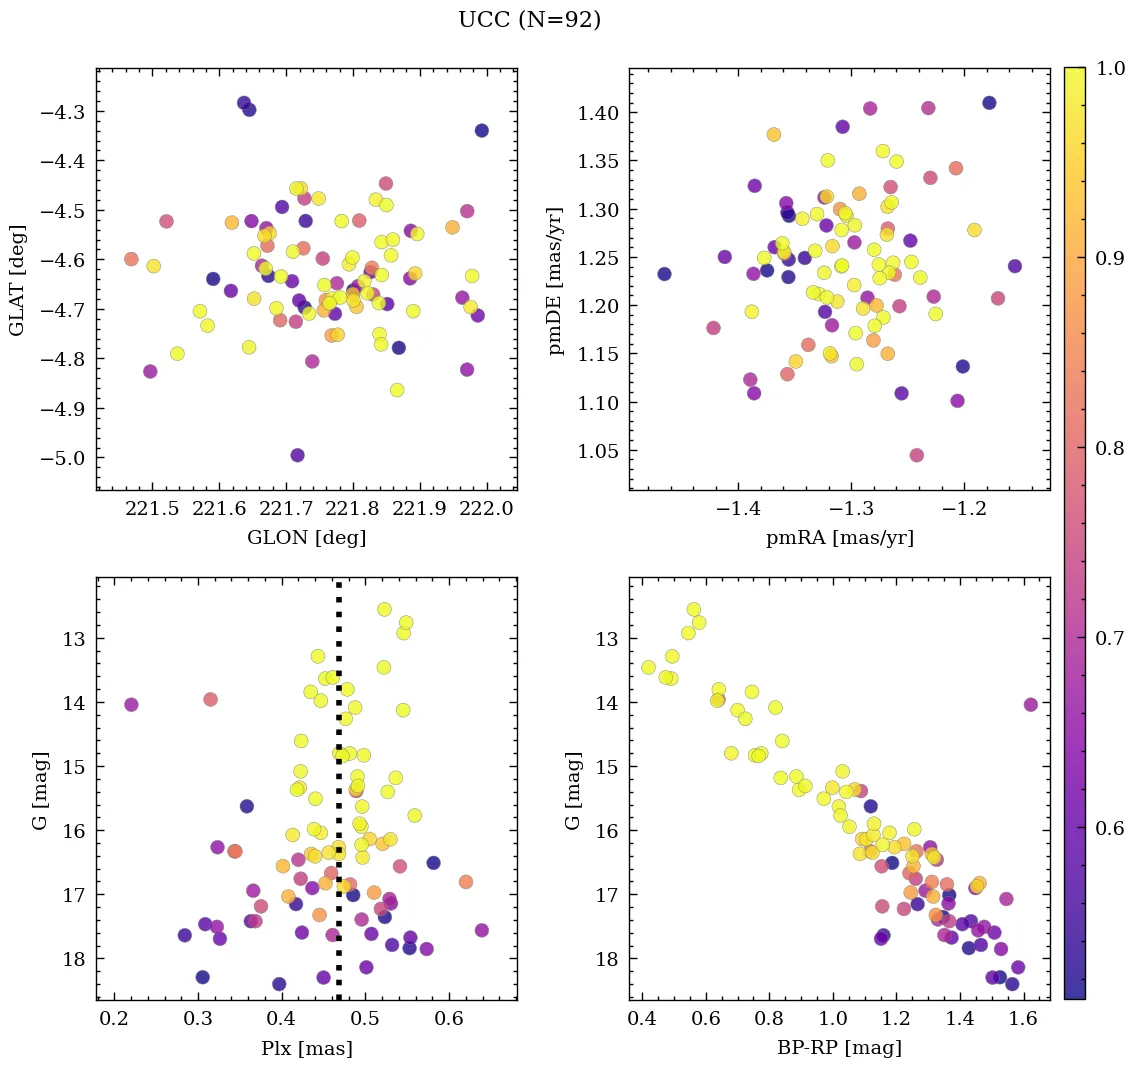 UCC (N=92)
−4.3
−4.4
−4.5
−4.6
−4.7
−4.8
−4.9
−5.0
GLAT [deg]
221.5 221.6 221.7 221.8 221.9 222.0
GLON [deg]
1.40
1.35
1.30
1.25
1.20
1.15
1.10
1.05
pmDE [mas/yr]
−1.4 −1.3 −1.2
pmRA [mas/yr]
1.0
0.9
0.8
0.7
0.6
13
14
15
16
17
18
G [mag]
0.2 0.3 0.4 0.5 0.6
Plx [mas]
13
14
15
16
17
18
G [mag]
0.4 0.6 0.8 1.0 1.2 1.4 1.6
BP-RP [mag]